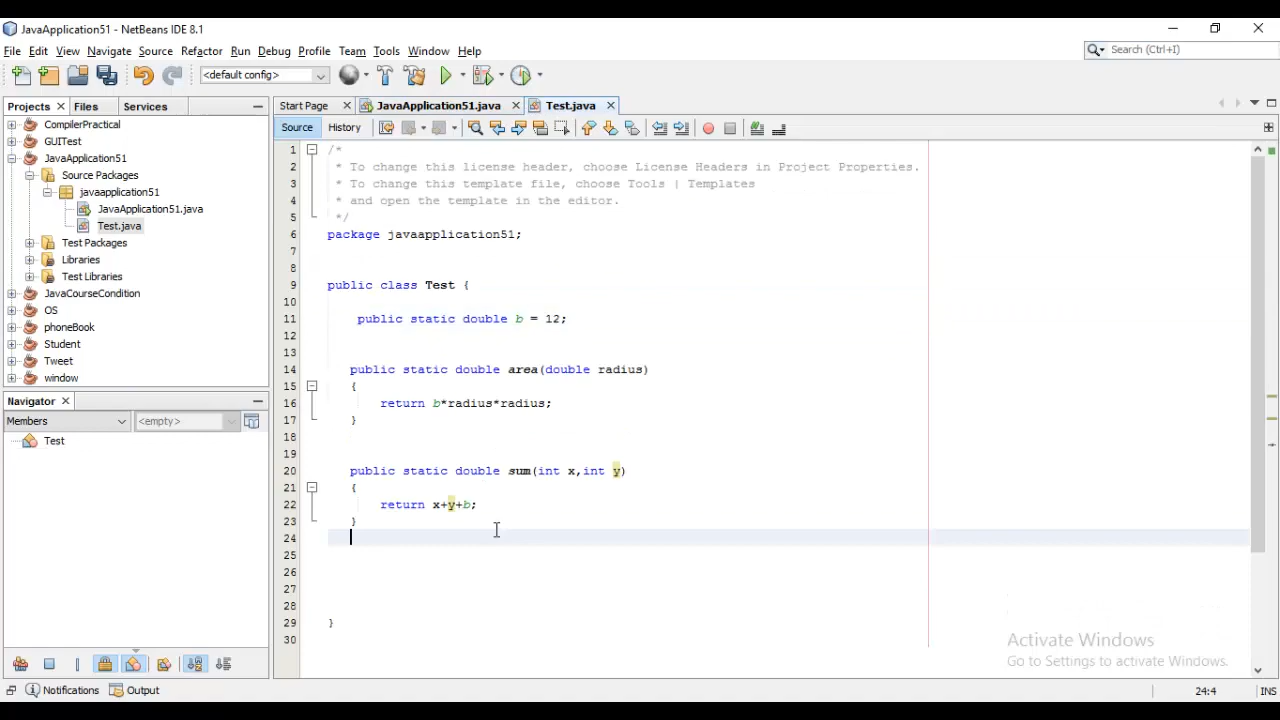 JavaApplication51 - NetBeans IDE 8.1
File Edit View Navigate Source Refactor Run Debug Profile Team Tools Window Help
Search (Ctrl+I)
<default config>
Projects Files Services
Start Page JavaApplication51.java Test.java
Source History
CompilerPractical
GUITest
JavaApplication51
Source Packages
javaapplication51
JavaApplication51.java
Test.java
Test Packages
Libraries
Test Libraries
JavaCourseCondition
OS
phoneBook
Student
Tweet
window
Navigator
Members <empty>
Test
1 /*
2 * To change this license header, choose License Headers in Project Properties.
3 * To change this template file, choose Tools | Templates
4 * and open the template in the editor.
5 */
6 package javaapplication51;
7
8
9 public class Test {
10
11 public static double b = 12;
12
13
14 public static double area(double radius)
15 {
16 return b*radius*radius;
17 }
18
19
20 public static double sum(int x,int y)
21 {
22 return x+y+b;
23 }
24
25
26
27
28
29 }
30
Activate Windows
Go to Settings to activate Windows.
Notifications Output
24:4 INS